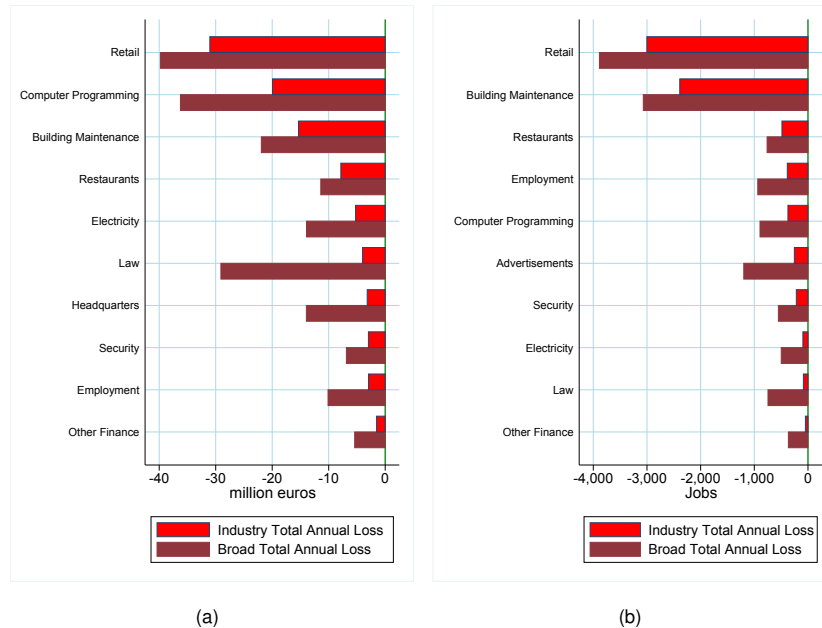 Retail
Computer Programming
Building Maintenance
Restaurants
Electricity
Law
Headquarters
Security
Employment
Other Finance
-40 -30 -20 -10 0
million euros
Industry Total Annual Loss
Broad Total Annual Loss
(a)
Retail
Building Maintenance
Restaurants
Employment
Computer Programming
Advertisements
Security
Electricity
Law
Other Finance
-4,000 -3,000 -2,000 -1,000 0
Jobs
Industry Total Annual Loss
Broad Total Annual Loss
(b)